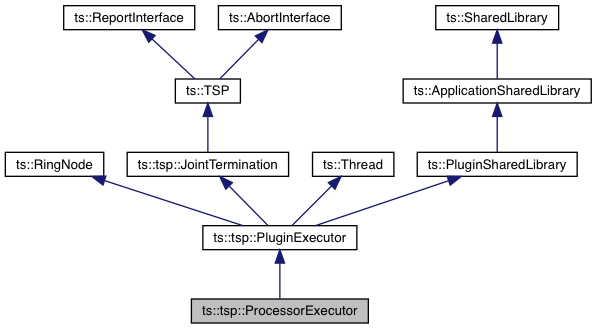 ts::ReportInterface
ts::AbortInterface
ts::SharedLibrary
ts::TSP
ts::ApplicationSharedLibrary
ts::RingNode
ts::tsp::JointTermination
ts::Thread
ts::PluginSharedLibrary
ts::tsp::PluginExecutor
ts::tsp::ProcessorExecutor